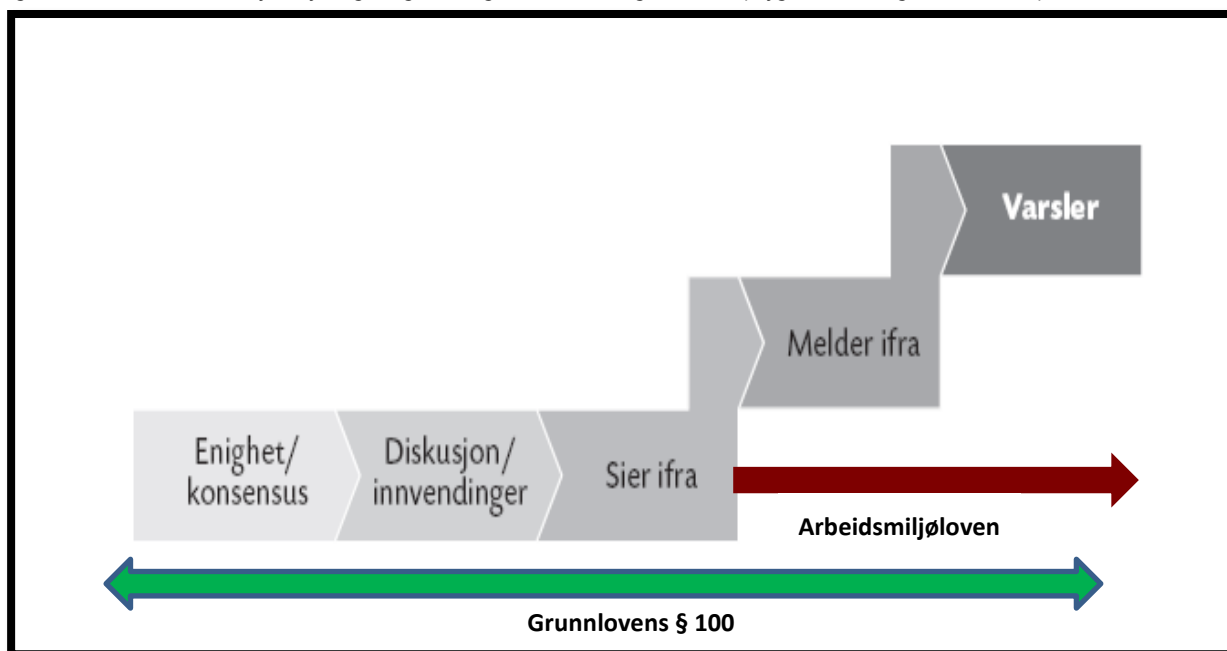 Varsler
Melder ifra
Enighet/
konsensus
Diskusjon/
innvendinger
Sier ifra
Arbeidsmiljøloven
Grunnlovens § 100